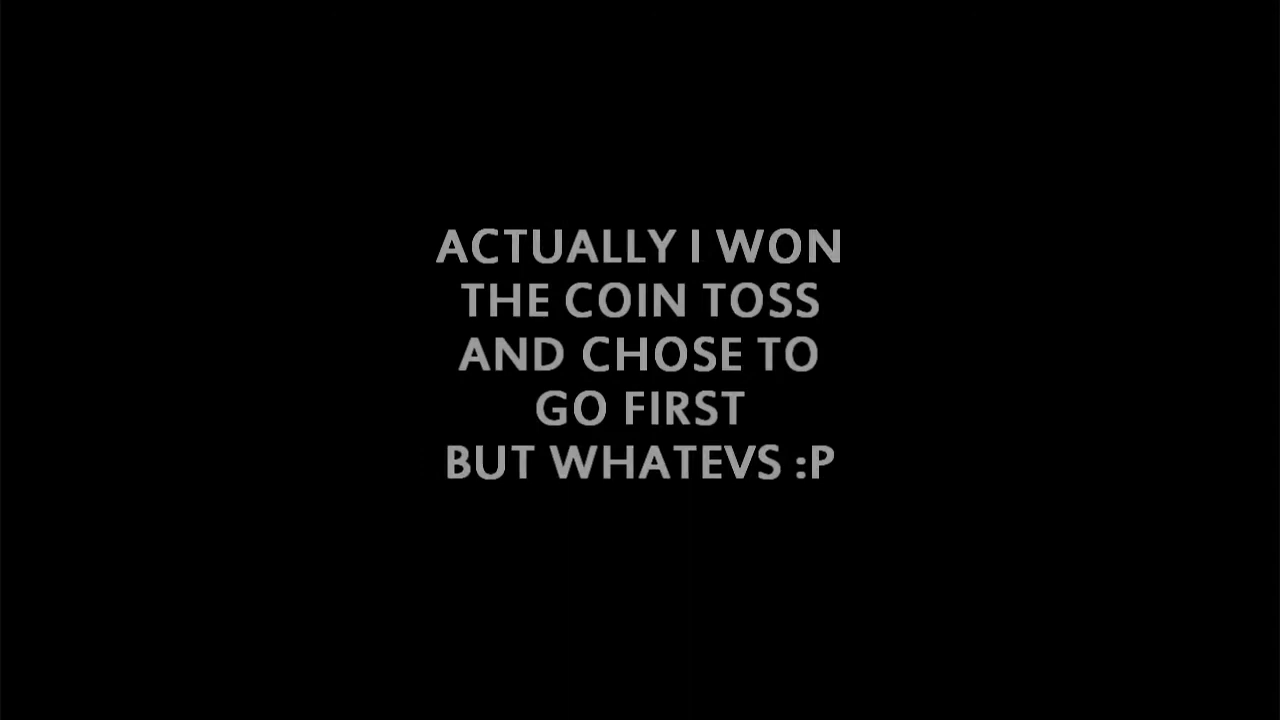 ACTUALLY I WON
THE COIN TOSS
AND CHOSE TO
GO FIRST
BUT WHATEVS :P